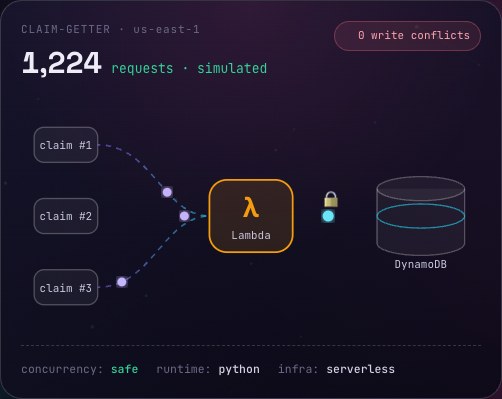 CLAIM-GETTER · us-east-1
0 write conflicts
1,224 requests · simulated
claim #1
claim #2
claim #3
λ
Lambda
DynamoDB
concurrency: safe runtime: python infra: serverless